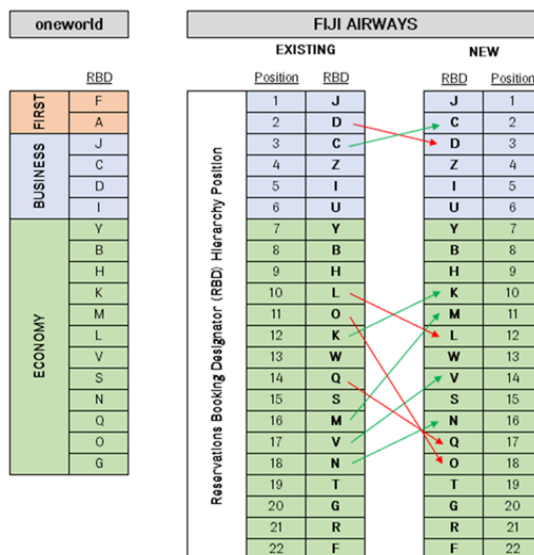 oneworld
FIJI AIRWAYS
EXISTING NEW
RBD
Position RBD RBD Position
FIRST
BUSINESS
ECONOMY
F
A
J
C
D
I
Y
B
H
K
M
L
V
S
N
Q
O
G
Reservations Booking Designator (RBD) Hierarchy Position
1 J J 1
2 D C 2
3 C D 3
4 Z Z 4
5 I I 5
6 U U 6
7 Y Y 7
8 B B 8
9 H H 9
10 L K 10
11 O M 11
12 K L 12
13 W W 13
14 Q V 14
15 S S 15
16 M N 16
17 V Q 17
18 N O 18
19 T T 19
20 G G 20
21 R R 21
22 F F 22